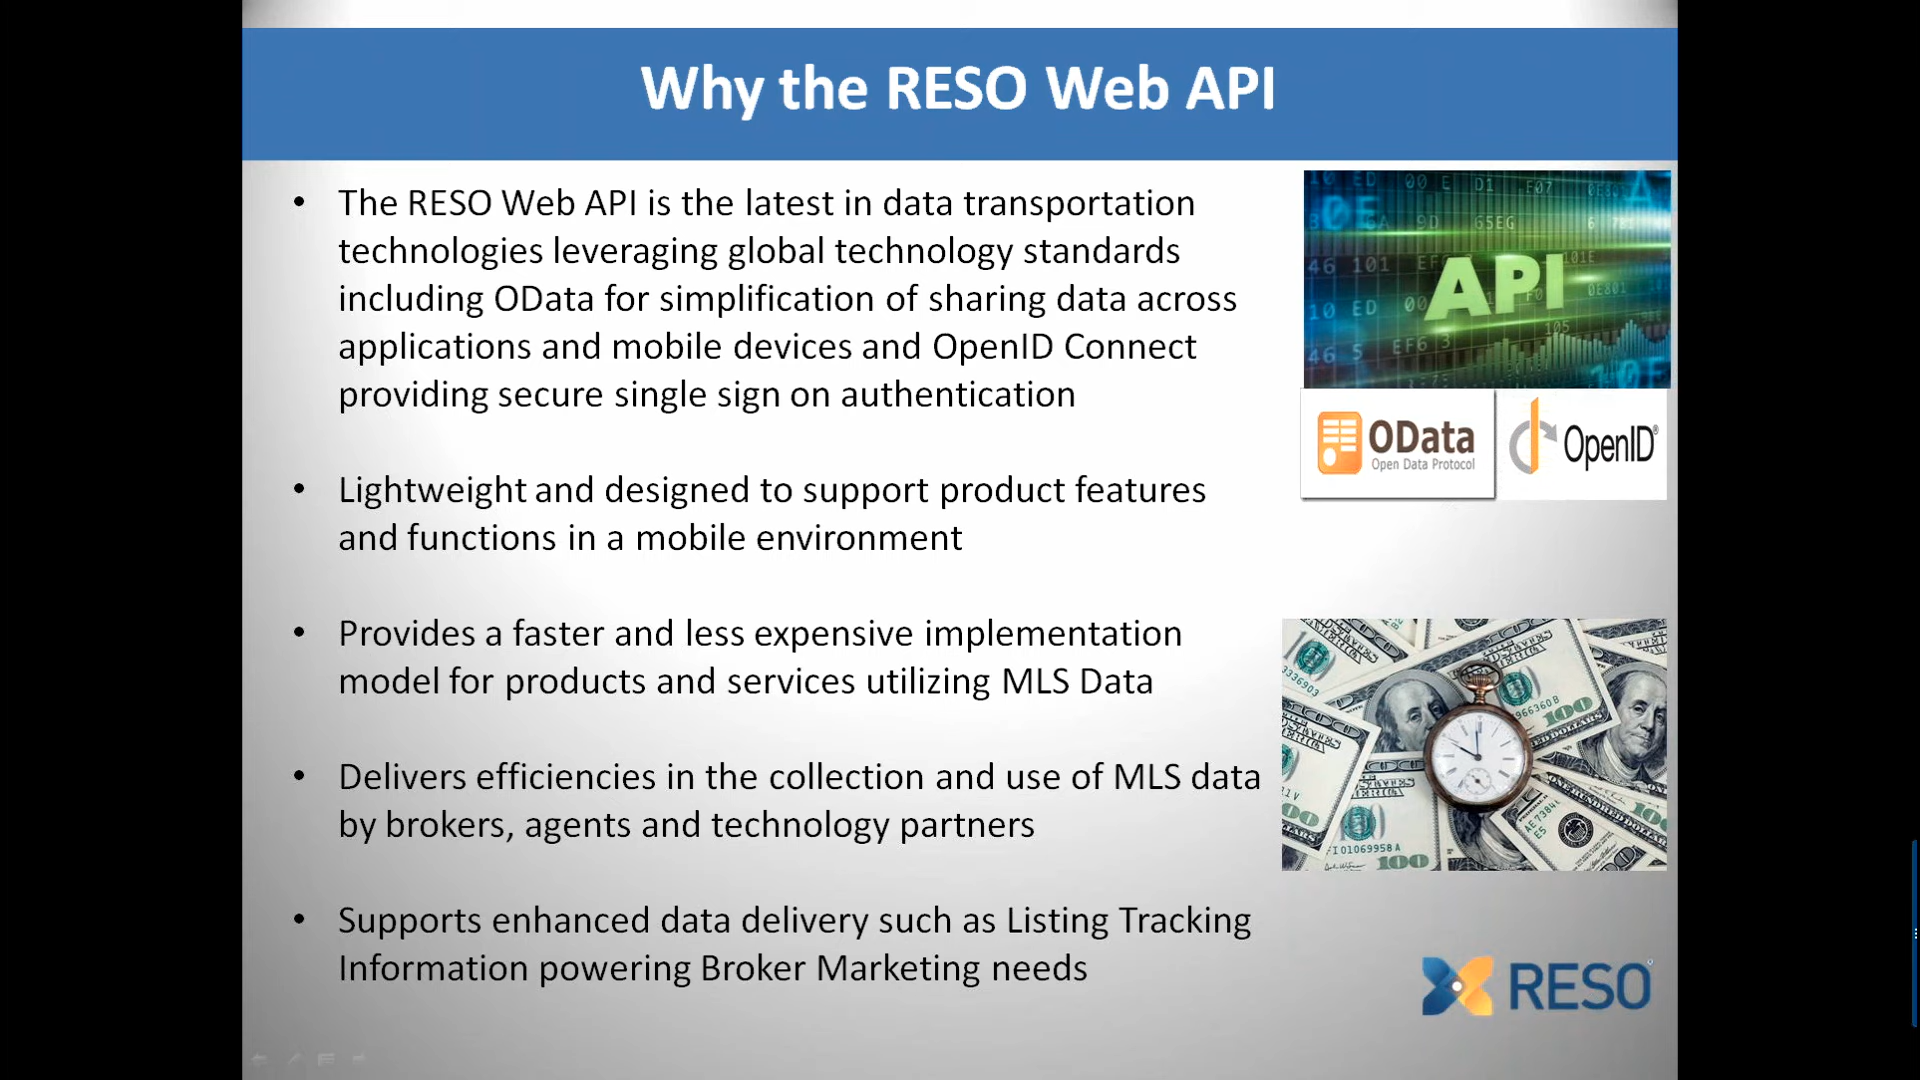 Why the RESO Web API
• The RESO Web API is the latest in data transportation
technologies leveraging global technology standards
including OData for simplification of sharing data across
applications and mobile devices and OpenID Connect
providing secure single sign on authentication
• Lightweight and designed to support product features
and functions in a mobile environment
• Provides a faster and less expensive implementation
model for products and services utilizing MLS Data
• Delivers efficiencies in the collection and use of MLS data
by brokers, agents and technology partners
• Supports enhanced data delivery such as Listing Tracking
Information powering Broker Marketing needs
API
OData
Open Data Protocol
OpenID®
RESO